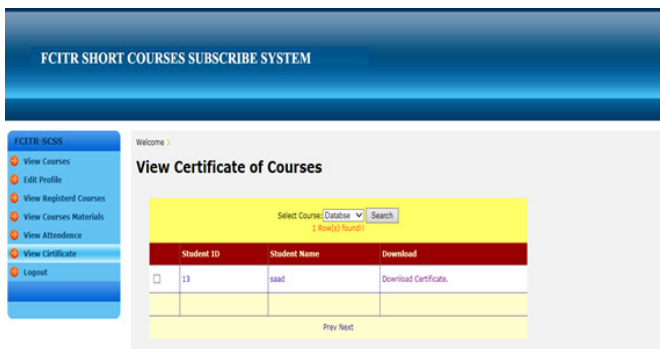 FCITR SHORT COURSES SUBSCRIBE SYSTEM
FCITR-SCSS
View Courses
Edit Profile
View Registerd Courses
View Courses Materials
View Attendence
View Cirtificate
Logout
Welcome
View Certificate of Courses
Select Course: Databse Search
1 Row(s) found!!
Student ID Student Name Download
13 saad Download Certificate.
Prev Next